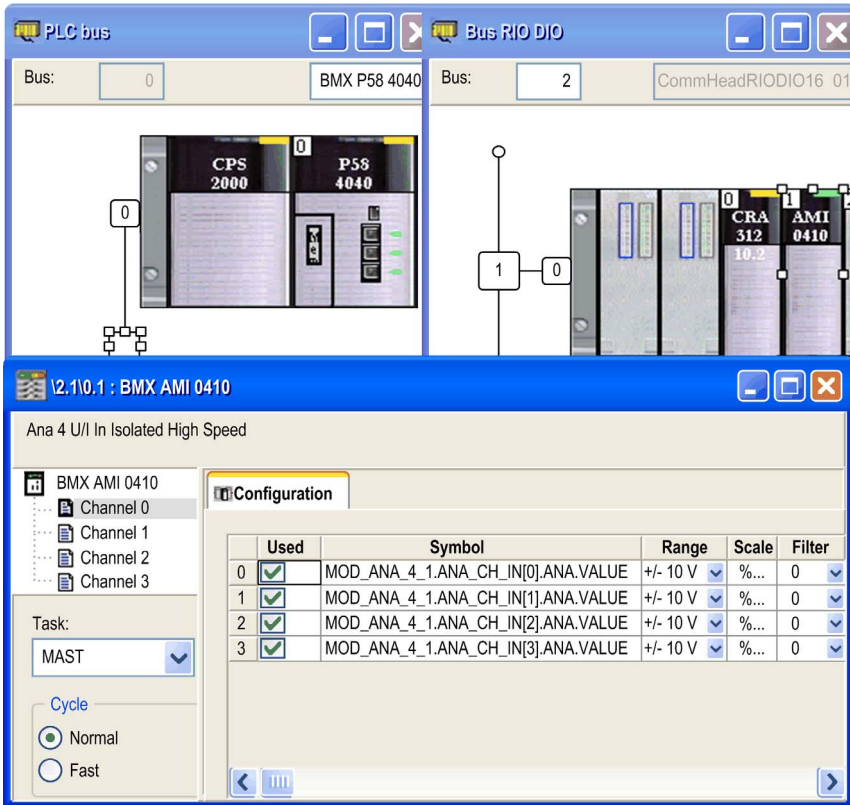 PLC bus
Bus:
0
BMX P58 4040
0
CPS
2000
0
P58
4040
Bus RIO DIO
Bus:
2
CommHeadRIODIO16 01
1
0
0
CRA
312
10.2
1
AMI
0410
\2.1\0.1 : BMX AMI 0410
Ana 4 U/I In Isolated High Speed
BMX AMI 0410
Channel 0
Channel 1
Channel 2
Channel 3
Task:
MAST
Cycle
Normal
Fast
Configuration
Used Symbol Range Scale Filter
0 MOD_ANA_4_1.ANA_CH_IN[0].ANA.VALUE +/- 10 V %... 0
1 MOD_ANA_4_1.ANA_CH_IN[1].ANA.VALUE +/- 10 V %... 0
2 MOD_ANA_4_1.ANA_CH_IN[2].ANA.VALUE +/- 10 V %... 0
3 MOD_ANA_4_1.ANA_CH_IN[3].ANA.VALUE +/- 10 V %... 0